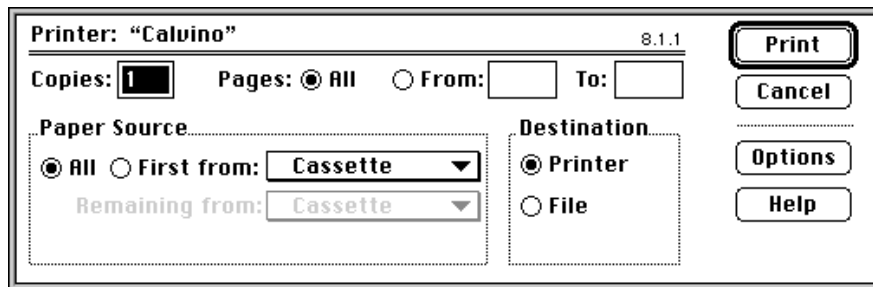 Printer: “Calvino” 8.1.1
Print
Copies: 1 Pages: All From: To:
Cancel
Paper Source
Destination
All First from: Cassette
Printer
Options
Remaining from: Cassette
File
Help